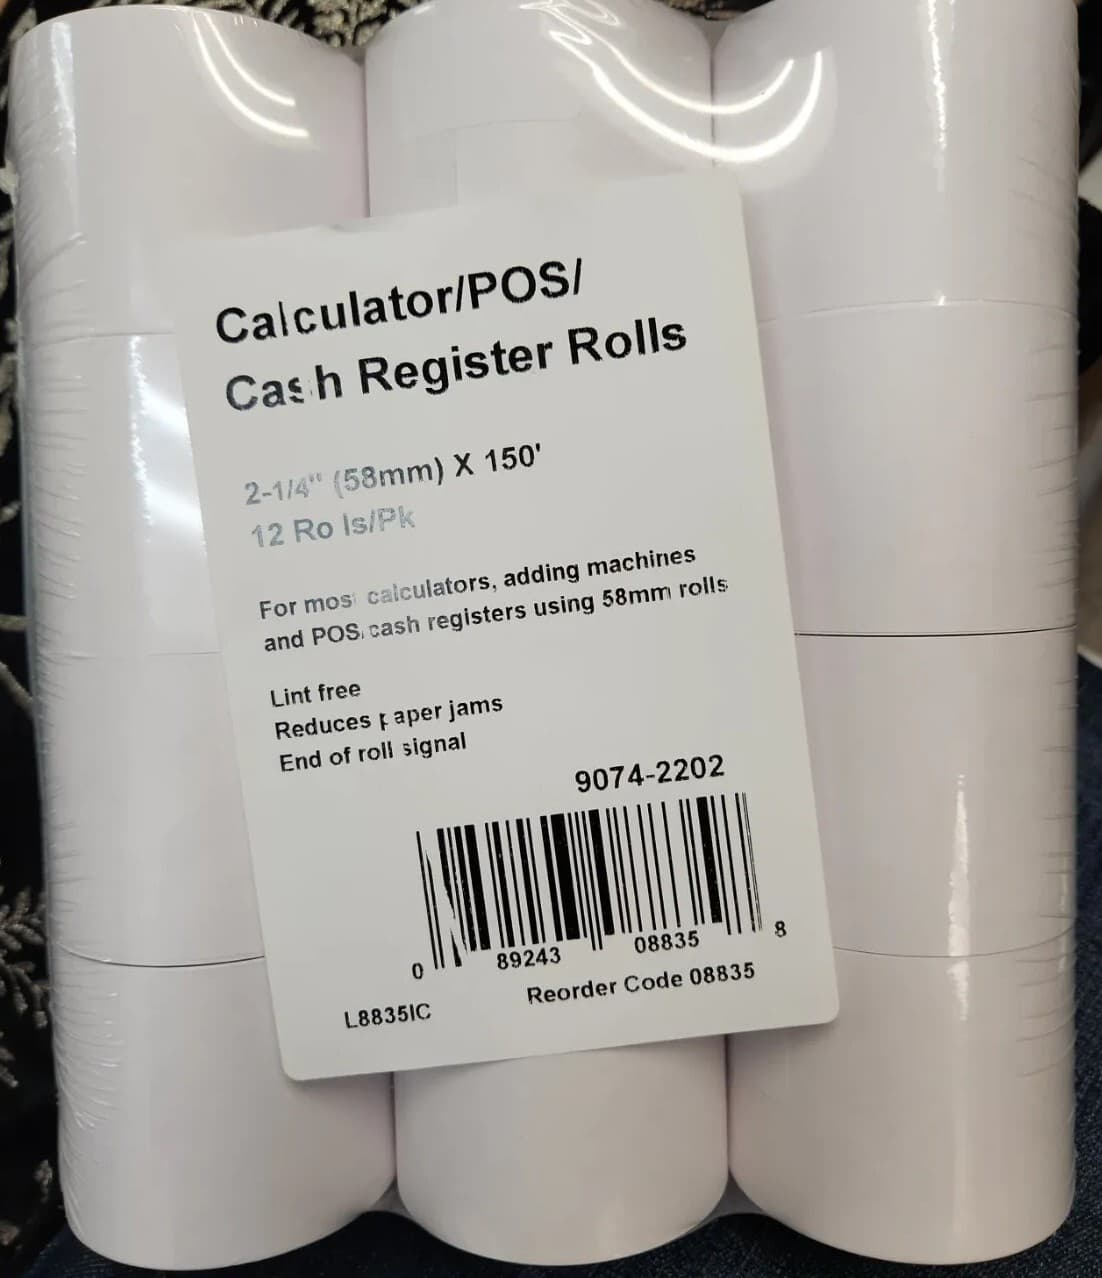 Calculator/POS/
Cash Register Rolls
2-1/4" (58mm) X 150'
12 Rolls/Pk
For most calculators, adding machines
and POS/cash registers using 58mm rolls
Lint free
Reduces paper jams
End of roll signal
9074-2202
0 89243 08835 8
L8835IC Reorder Code 08835